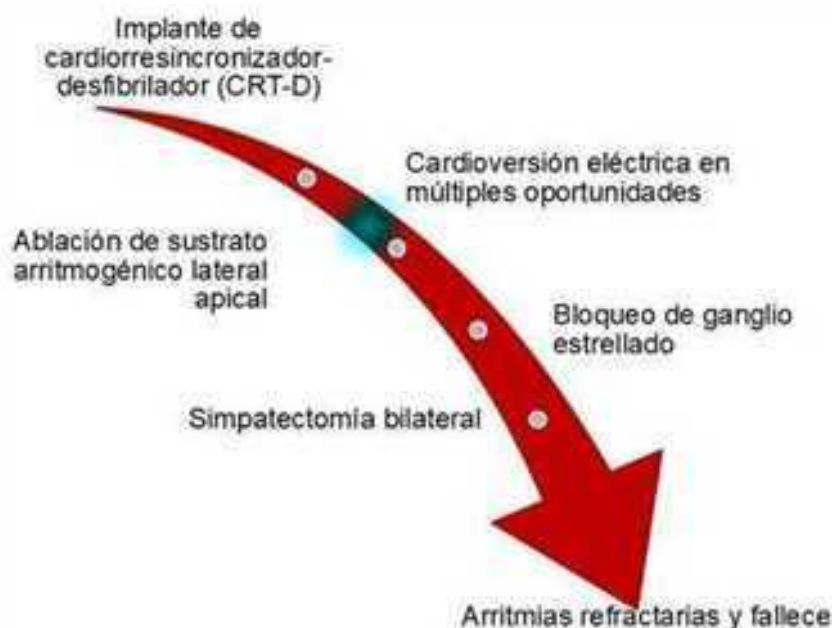 Implante de
cardiorresincronizador-
desfibrilador (CRT-D)
Cardioversión eléctrica en
múltiples oportunidades
Ablación de sustrato
arritmogénico lateral
apical
Bloqueo de ganglio
estrellado
Simpatectomía bilateral
Arritmias refractarias y fallece